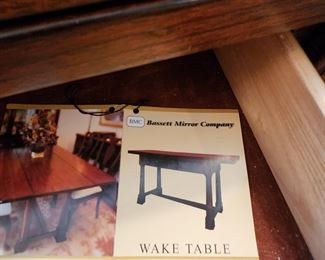 BMC Bassett Mirror Company
WAKE TABLE